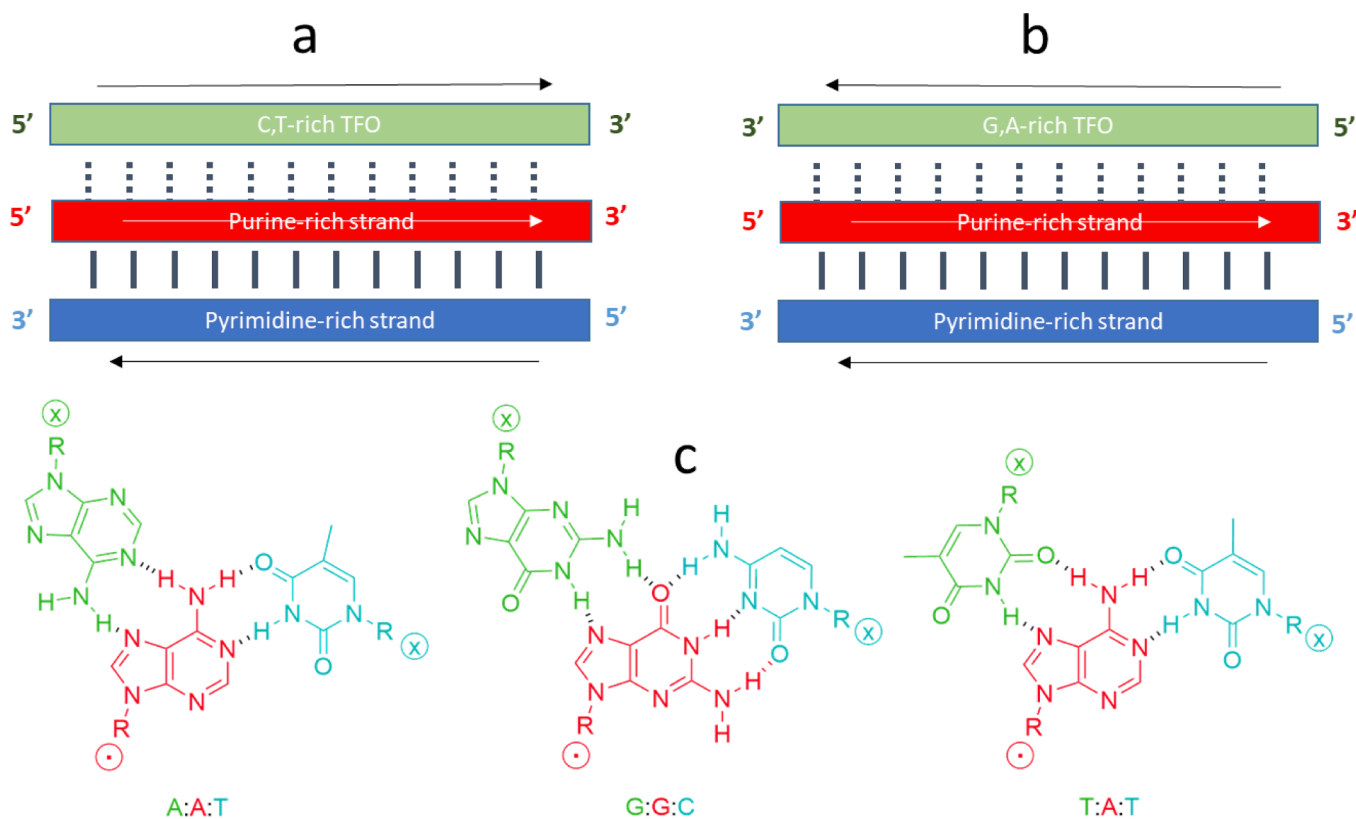 a
b
5’ C,T-rich TFO 3’
3’ G,A-rich TFO 5’
5’ Purine-rich strand 3’
5’ Purine-rich strand 3’
3’ Pyrimidine-rich strand 5’
3’ Pyrimidine-rich strand 5’
c
x
R
N
N
N
N
H
N
H
H
N
H
O
N
N
H
N
N
R
x
O
N
N
R
A:A:T
x
R
N
N
N
N
H
N
H
O
N
H
H
N
H
O
N
N
R
x
O
N
N
H
N
N
H
N
H
R
G:G:C
x
R
N
O
O
N
H
H
N
H
O
N
N
H
N
N
R
x
O
N
N
R
T:A:T